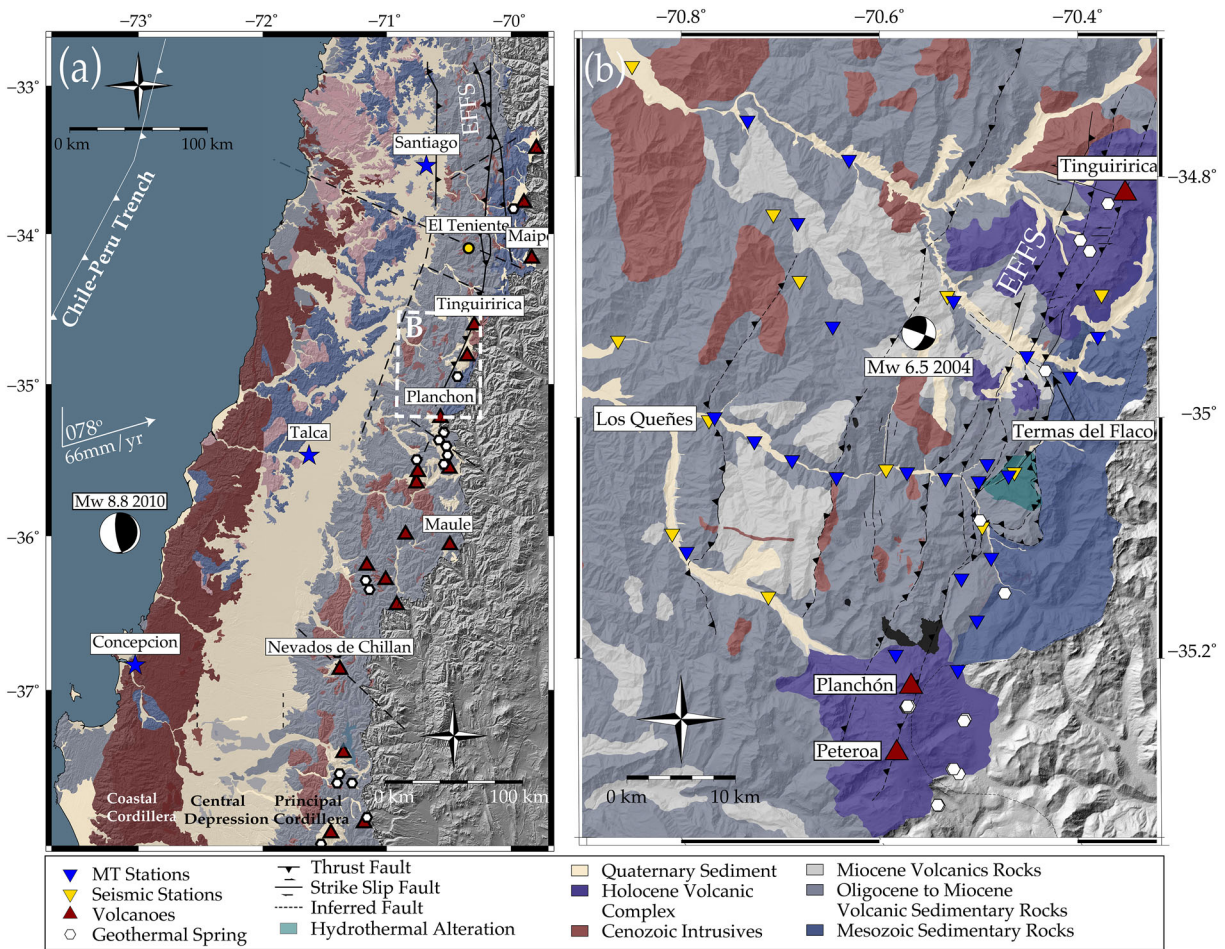 −73 −72 −71 −70
−33°
−34°
−35°
−36°
−37°
(a)
0 km 100 km
Chile-Peru Trench
EFFS
Santiago
El Teniente
Maipo
Tinguiririca
B
Planchon
078°
66mm/yr
Talca
Mw 8.8 2010
Maule
Concepcion
Nevados de Chillan
0 km 100 km
Coastal
Cordillera
Central
Depression
Principal
Cordillera
−70.8° −70.6° −70.4°
−34.8°
−35°
−35.2°
(b)
Tinguiririca
EFFS
Mw 6.5 2004
Los Queñes
Termas del Flaco
Planchón
Peteroa
0 km 10 km
MT Stations
Seismic Stations
Volcanoes
Geothermal Spring
Thrust Fault
Strike Slip Fault
Inferred Fault
Hydrothermal Alteration
Quaternary Sediment
Holocene Volcanic
Complex
Cenozoic Intrusives
Miocene Volcanics Rocks
Oligocene to Miocene
Volcanic Sedimentary Rocks
Mesozoic Sedimentary Rocks